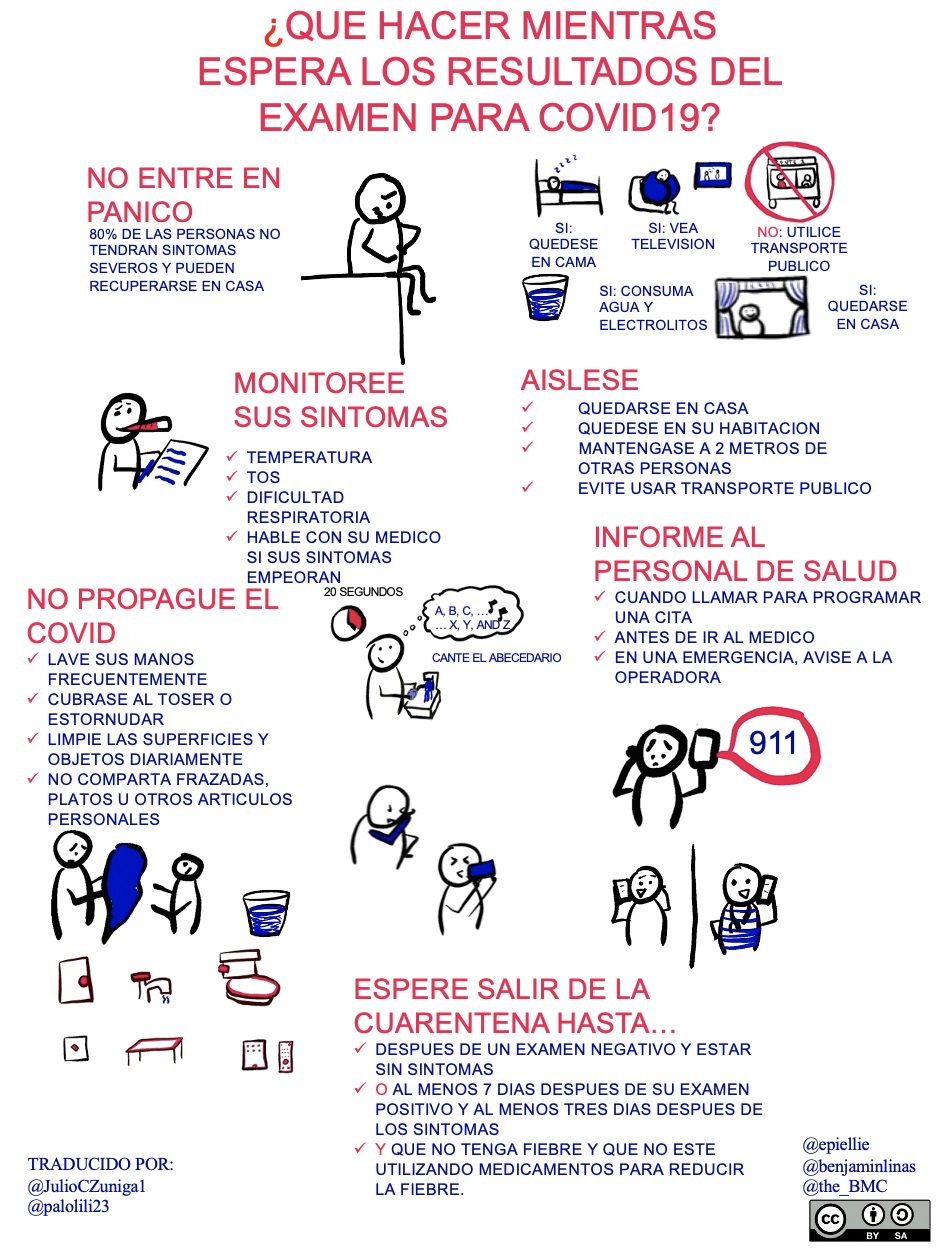 ¿QUE HACER MIENTRAS
ESPERA LOS RESULTADOS DEL
EXAMEN PARA COVID19?
NO ENTRE EN
PANICO
80% DE LAS PERSONAS NO
TENDRAN SINTOMAS
SEVEROS Y PUEDEN
RECUPERARSE EN CASA
zzzz
SI:
QUEDESE
EN CAMA
SI: VEA
TELEVISION
NO: UTILICE
TRANSPORTE
PUBLICO
SI: CONSUMA
AGUA Y
ELECTROLITOS
SI:
QUEDARSE
EN CASA
MONITOREE
SUS SINTOMAS
✓ TEMPERATURA
✓ TOS
✓ DIFICULTAD
RESPIRATORIA
✓ HABLE CON SU MEDICO
SI SUS SINTOMAS
EMPEORAN
AISLESE
✓ QUEDARSE EN CASA
✓ QUEDESE EN SU HABITACION
✓ MANTENGASE A 2 METROS DE
OTRAS PERSONAS
✓ EVITE USAR TRANSPORTE PUBLICO
INFORME AL
PERSONAL DE SALUD
✓ CUANDO LLAMAR PARA PROGRAMAR
UNA CITA
✓ ANTES DE IR AL MEDICO
✓ EN UNA EMERGENCIA, AVISE A LA
OPERADORA
911
NO PROPAGUE EL
COVID
✓ LAVE SUS MANOS
FRECUENTEMENTE
✓ CUBRASE AL TOSER O
ESTORNUDAR
✓ LIMPIE LAS SUPERFICIES Y
OBJETOS DIARIAMENTE
✓ NO COMPARTA FRAZADAS,
PLATOS U OTROS ARTICULOS
PERSONALES
20 SEGUNDOS
A, B, C, …
… X, Y, AND Z
CANTE EL ABECEDARIO
ESPERE SALIR DE LA
CUARENTENA HASTA…
✓ DESPUES DE UN EXAMEN NEGATIVO Y ESTAR
SIN SINTOMAS
✓ O AL MENOS 7 DIAS DESPUES DE SU EXAMEN
POSITIVO Y AL MENOS TRES DIAS DESPUES DE
LOS SINTOMAS
✓ Y QUE NO TENGA FIEBRE Y QUE NO ESTE
UTILIZANDO MEDICAMENTOS PARA REDUCIR
LA FIEBRE.
TRADUCIDO POR:
@JulioCZuniga1
@palolili23
@epiellie
@benjaminlinas
@the_BMC
cc BY SA